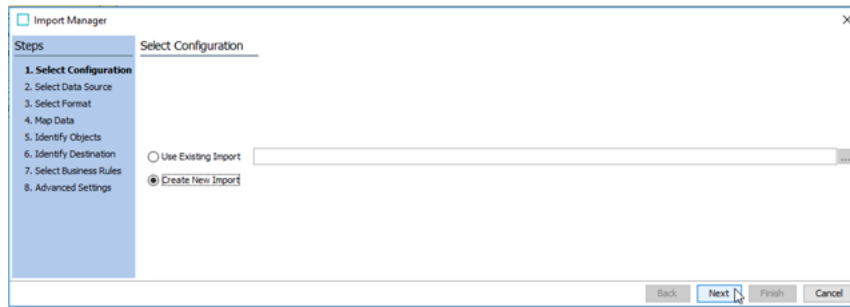 Import Manager
Steps
Select Configuration
1. Select Configuration
2. Select Data Source
3. Select Format
4. Map Data
5. Identify Objects
6. Identify Destination
7. Select Business Rules
8. Advanced Settings
Use Existing Import
...
Create New Import
Back
Next
Finish
Cancel